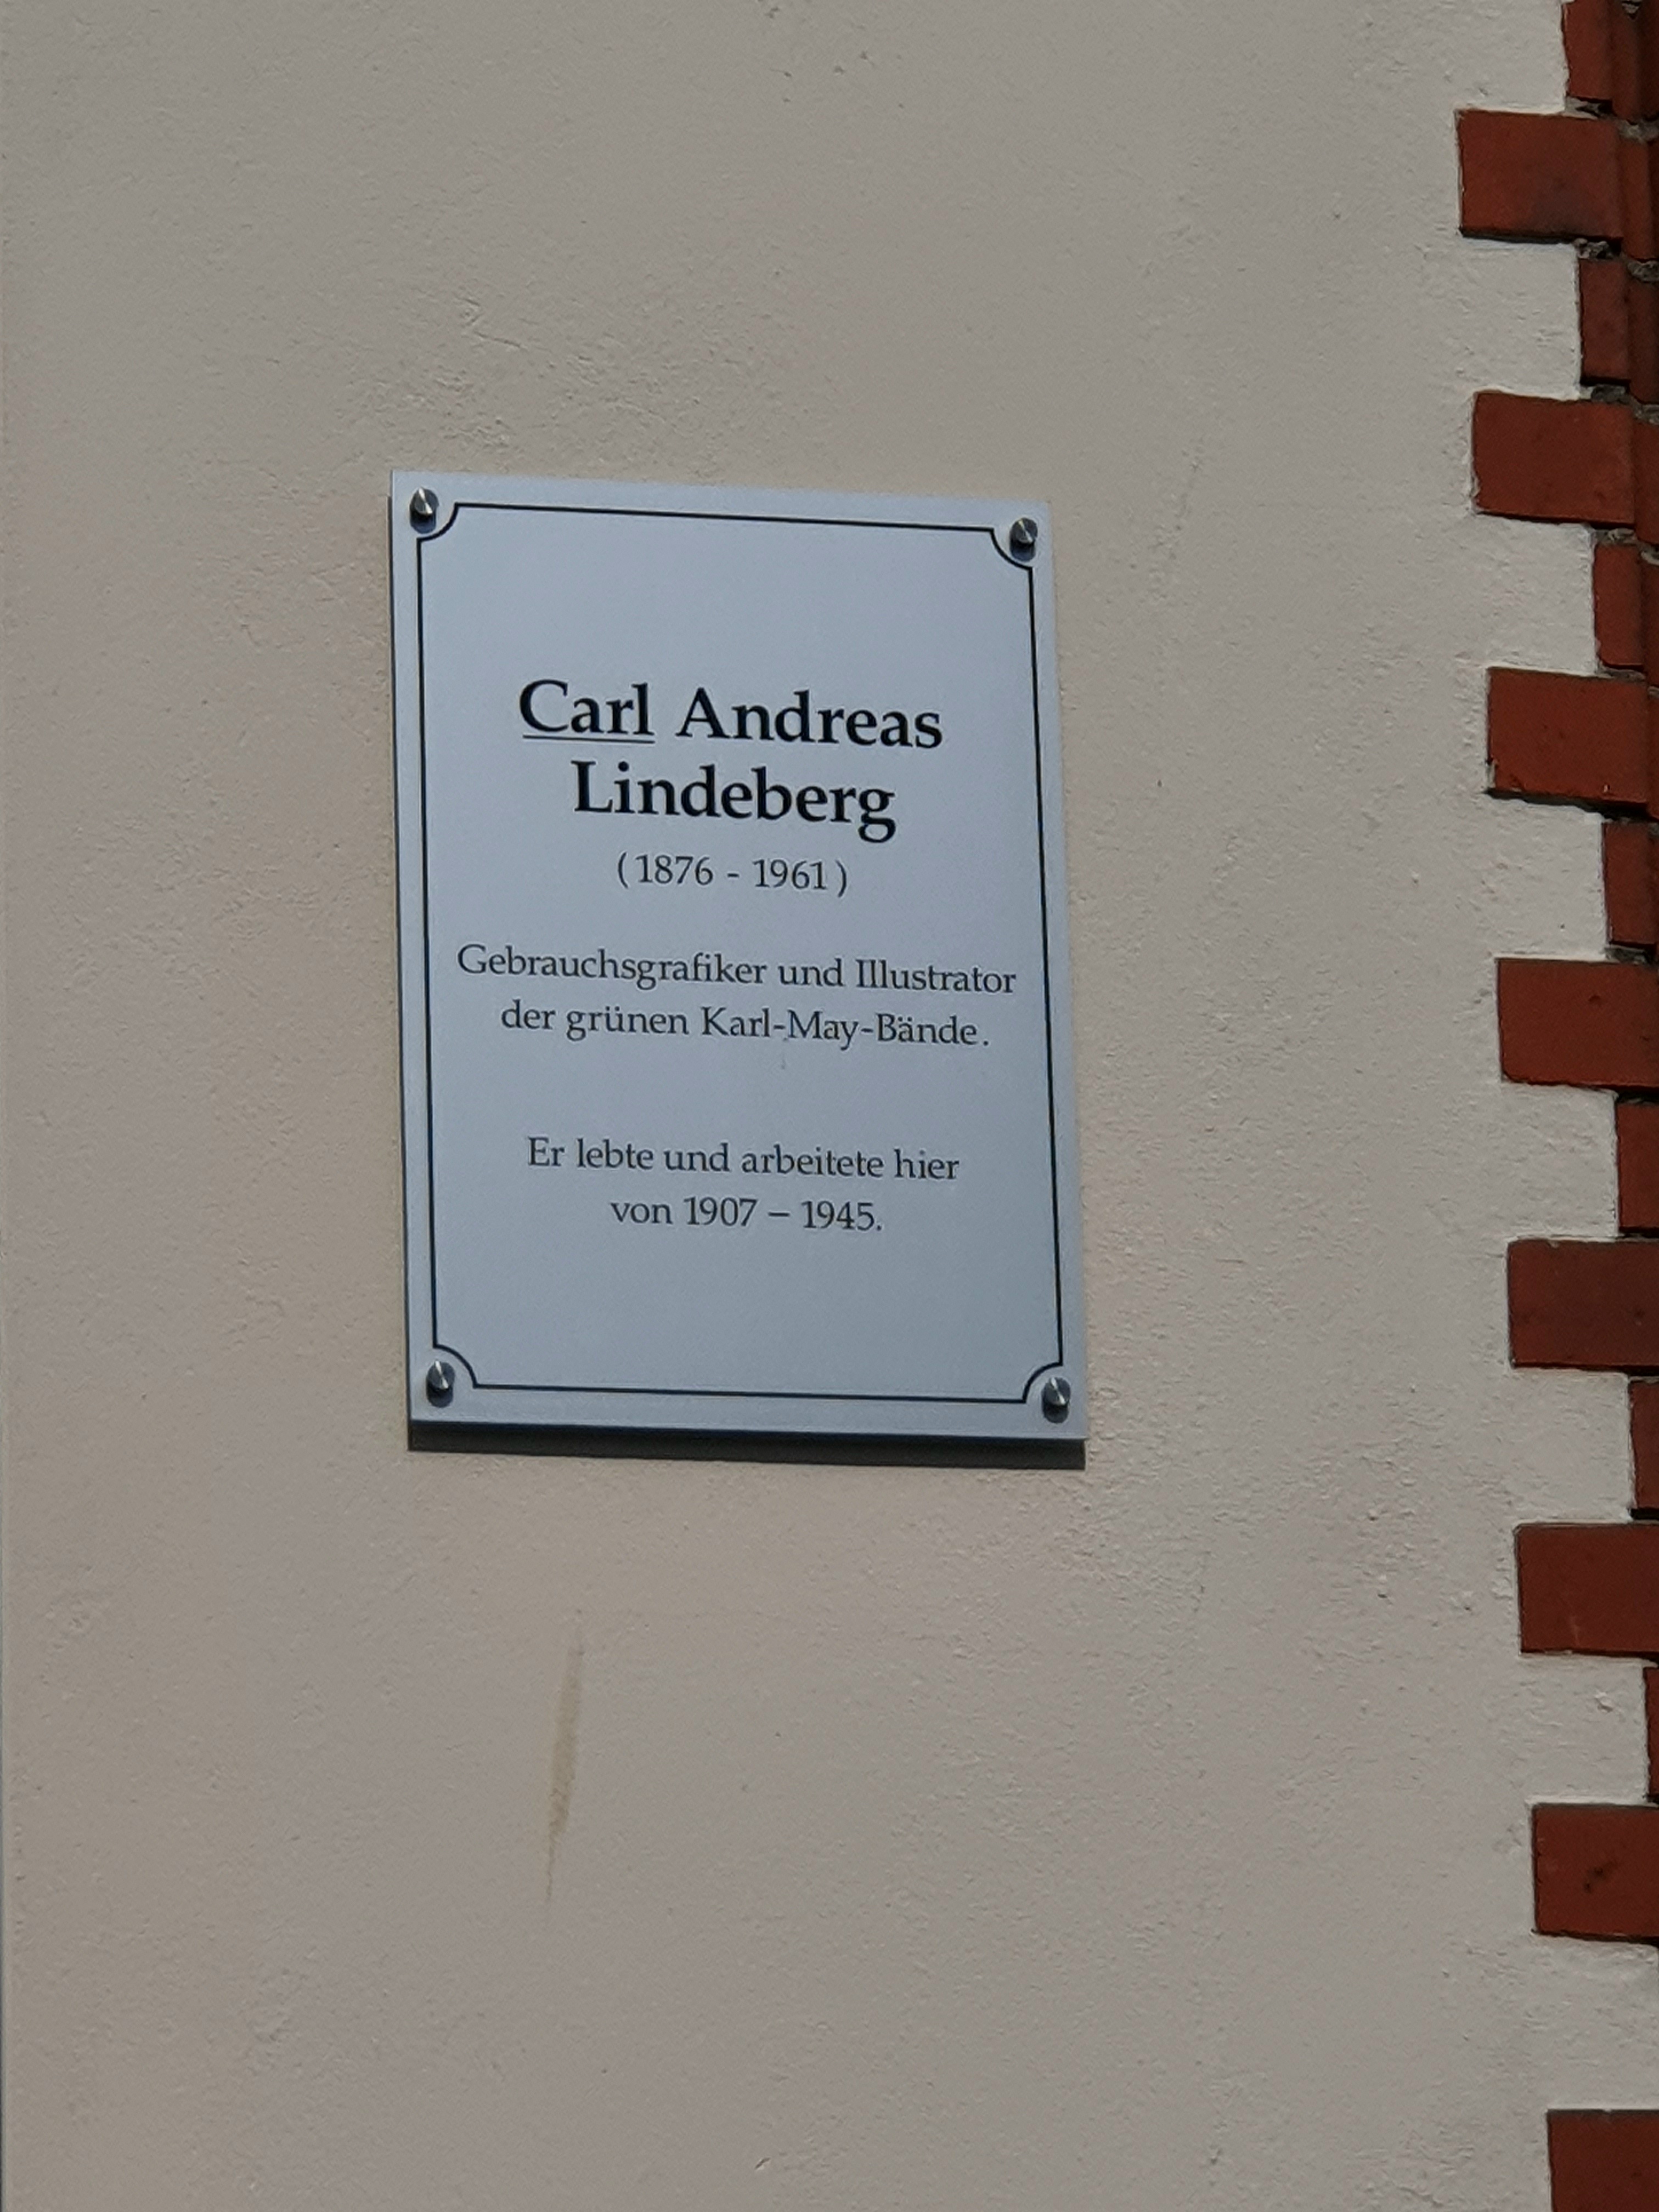 Carl Andreas
Lindeberg
(1876 - 1961)
Gebrauchsgrafiker und Illustrator
der grünen Karl-May-Bände.
Er lebte und arbeitete hier
von 1907 – 1945.